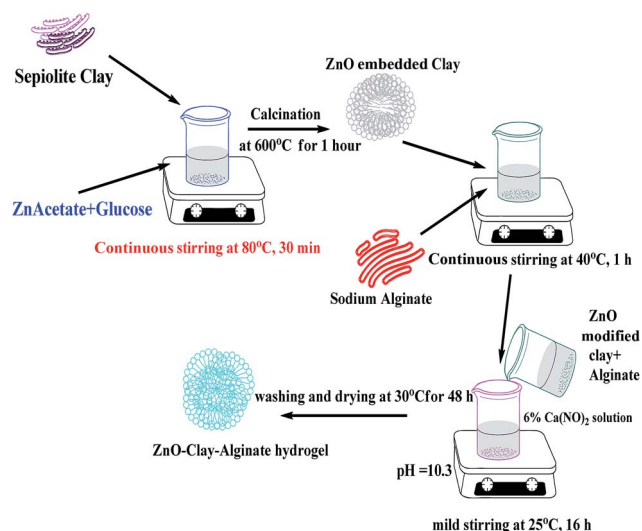 Sepiolite Clay
ZnAcetate+Glucose
Continuous stirring at 80°C, 30 min
Calcination
at 600°C for 1 hour
ZnO embedded Clay
Sodium Alginate
Continuous stirring at 40°C, 1 h
ZnO
modified
clay+
Alginate
6% Ca(NO)₂ solution
pH =10.3
mild stirring at 25°C, 16 h
washing and drying at 30°Cfor 48 h
ZnO-Clay-Alginate hydrogel